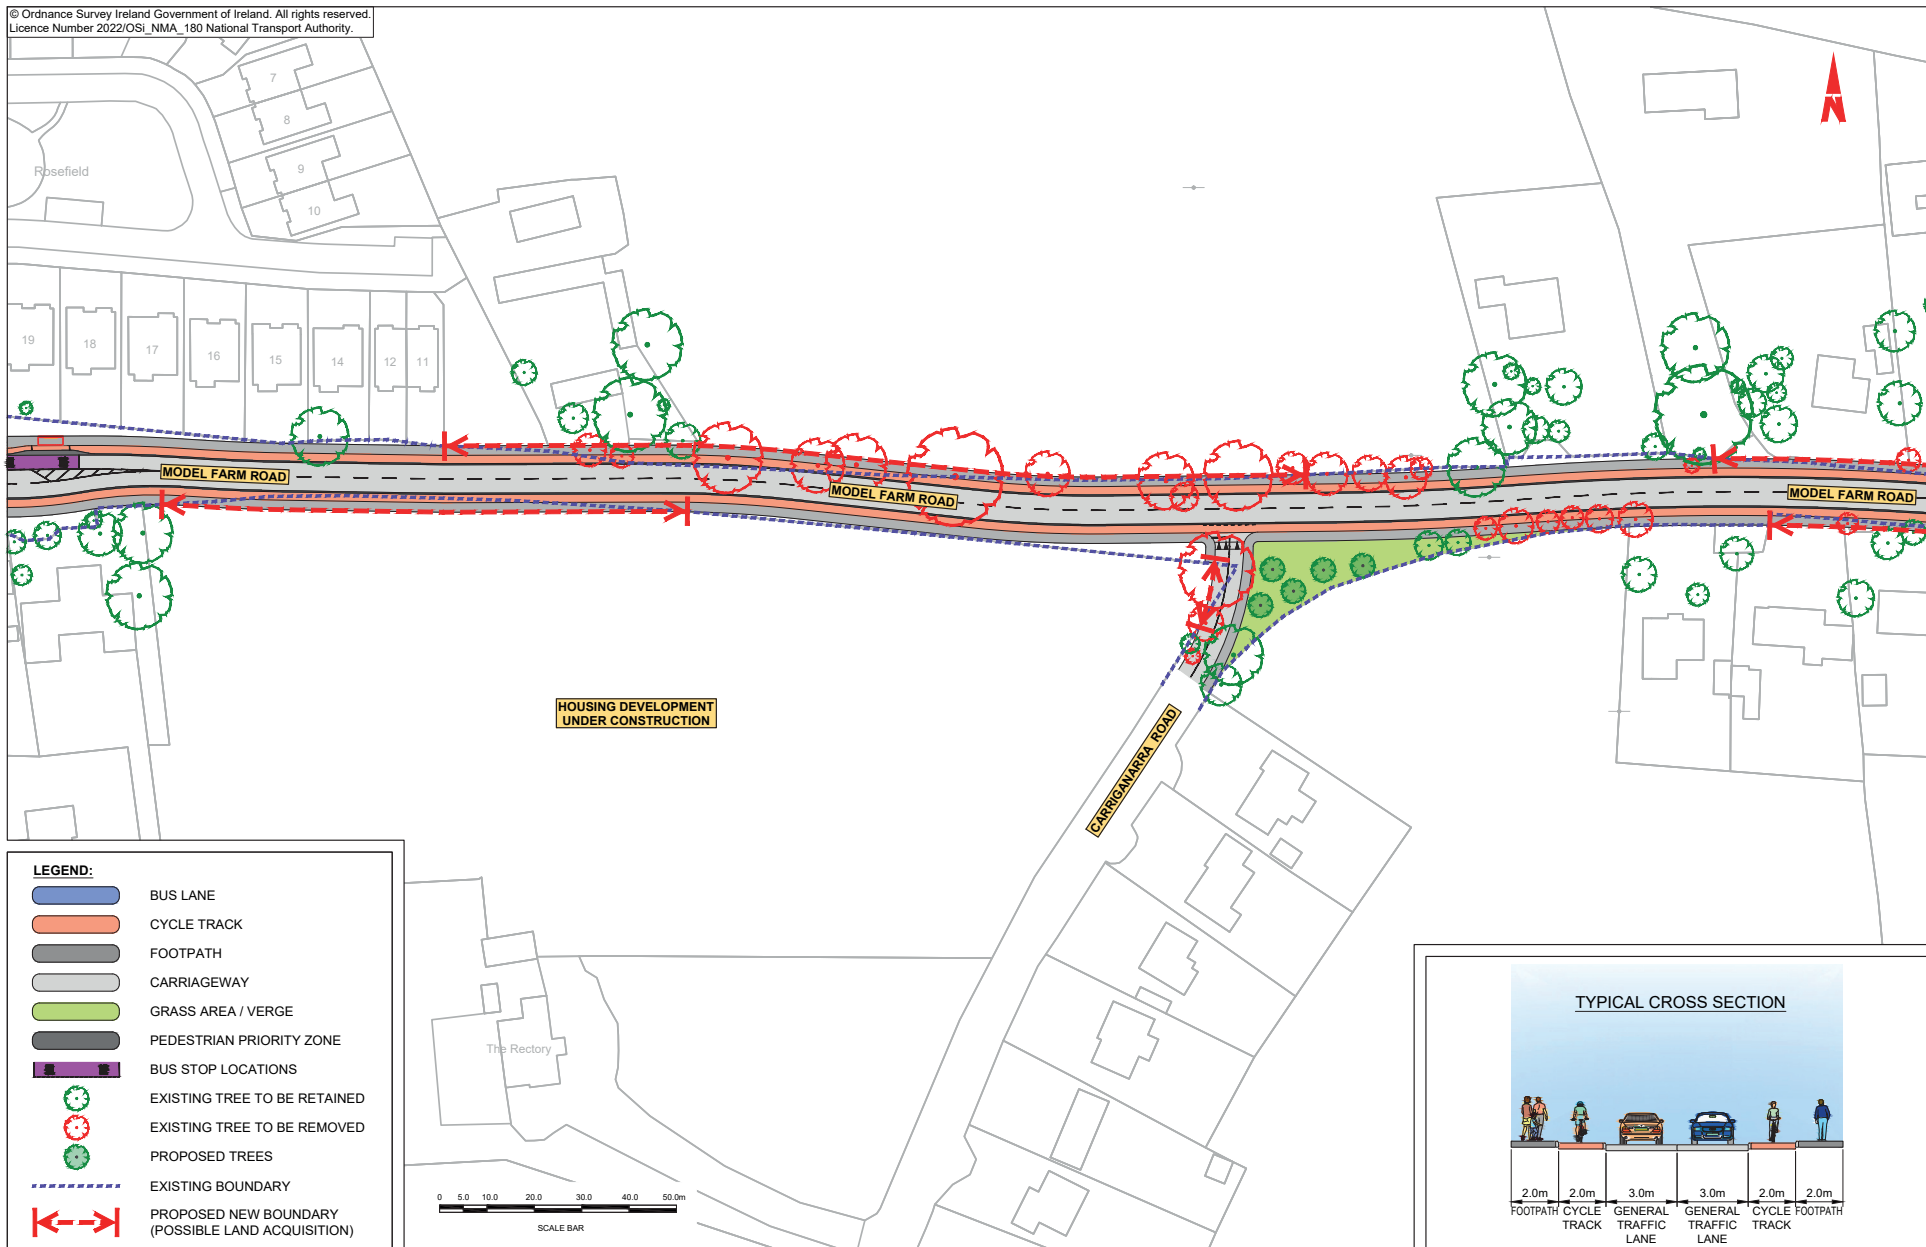 © Ordnance Survey Ireland Government of Ireland. All rights reserved.
Licence Number 2022/OSi_NMA_180 National Transport Authority.
7
8
9
10
Rosefield
N
19
18
17
16
15
14
12
11
MODEL FARM ROAD
MODEL FARM ROAD
MODEL FARM ROAD
HOUSING DEVELOPMENT
UNDER CONSTRUCTION
CARRIGANARRA ROAD
The Rectory
LEGEND:
BUS LANE
CYCLE TRACK
FOOTPATH
CARRIAGEWAY
GRASS AREA / VERGE
PEDESTRIAN PRIORITY ZONE
BUS STOP LOCATIONS
EXISTING TREE TO BE RETAINED
EXISTING TREE TO BE REMOVED
PROPOSED TREES
EXISTING BOUNDARY
PROPOSED NEW BOUNDARY
(POSSIBLE LAND ACQUISITION)
0 5.0 10.0 20.0 30.0 40.0 50.0m
SCALE BAR
TYPICAL CROSS SECTION
2.0m 2.0m 3.0m 3.0m 2.0m 2.0m
FOOTPATH CYCLE GENERAL GENERAL CYCLE FOOTPATH
TRACK TRAFFIC TRAFFIC TRACK
LANE LANE